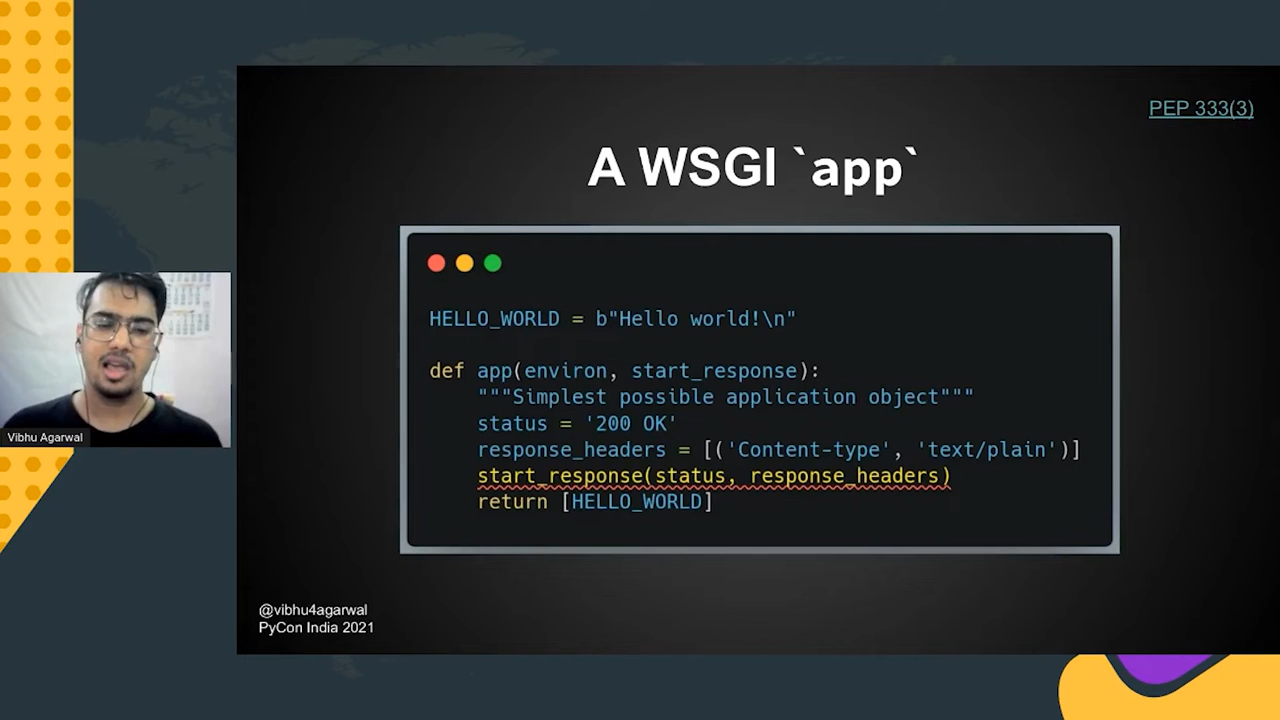 PEP 333(3)
A WSGI `app`
HELLO_WORLD = b"Hello world!\n"
def app(environ, start_response):
"""Simplest possible application object"""
status = '200 OK'
response_headers = [('Content-type', 'text/plain')]
start_response(status, response_headers)
return [HELLO_WORLD]
Vibhu Agarwal
@vibhu4agarwal
PyCon India 2021